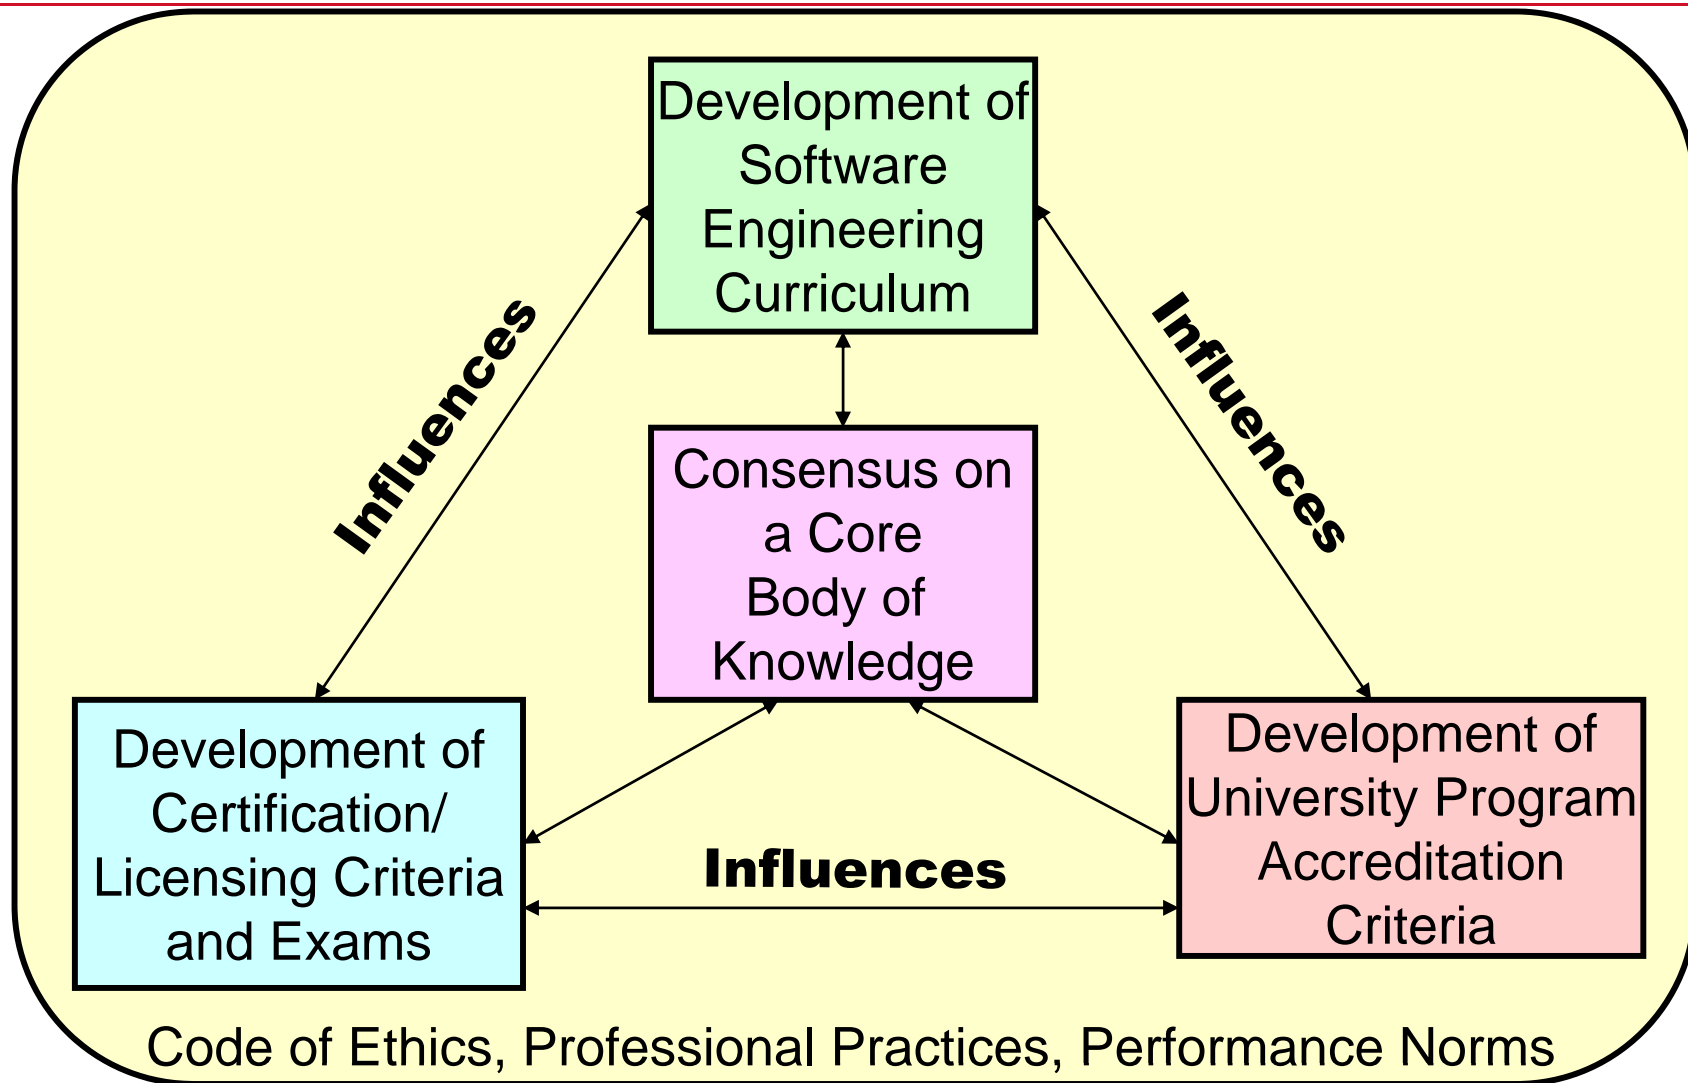 Development of
Software
Engineering
Curriculum
Influences
Influences
Consensus on
a Core
Body of
Knowledge
Development of
Certification/
Licensing Criteria
and Exams
Influences
Development of
University Program
Accreditation
Criteria
Code of Ethics, Professional Practices, Performance Norms